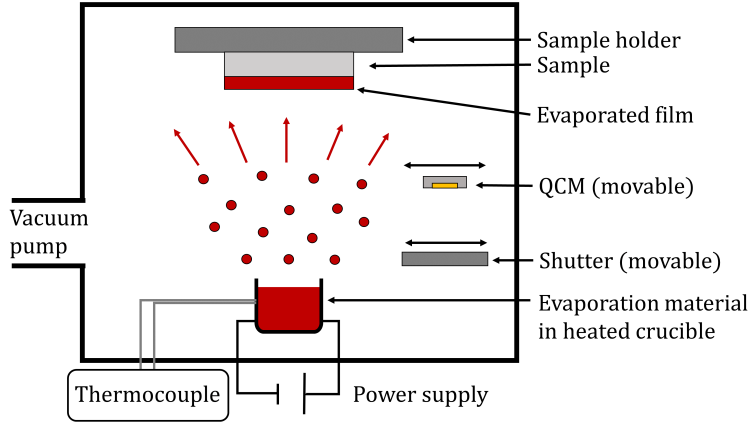 Sample holder
Sample
Evaporated film
QCM (movable)
Vacuum
pump
Shutter (movable)
Evaporation material
in heated crucible
Thermocouple
Power supply